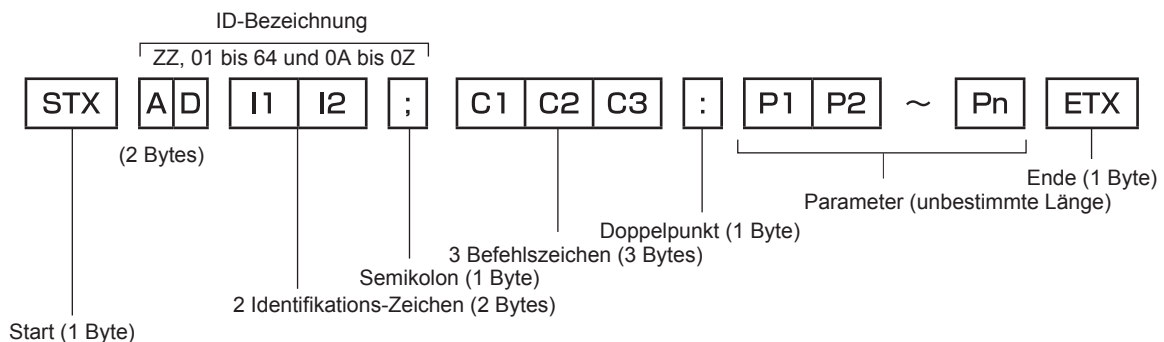 ID-Bezeichnung
ZZ, 01 bis 64 und 0A bis 0Z
STX A D I1 I2 ; C1 C2 C3 : P1 P2 ～ Pn ETX
(2 Bytes)
Ende (1 Byte)
Parameter (unbestimmte Länge)
Doppelpunkt (1 Byte)
3 Befehlszeichen (3 Bytes)
Semikolon (1 Byte)
2 Identifikations-Zeichen (2 Bytes)
Start (1 Byte)